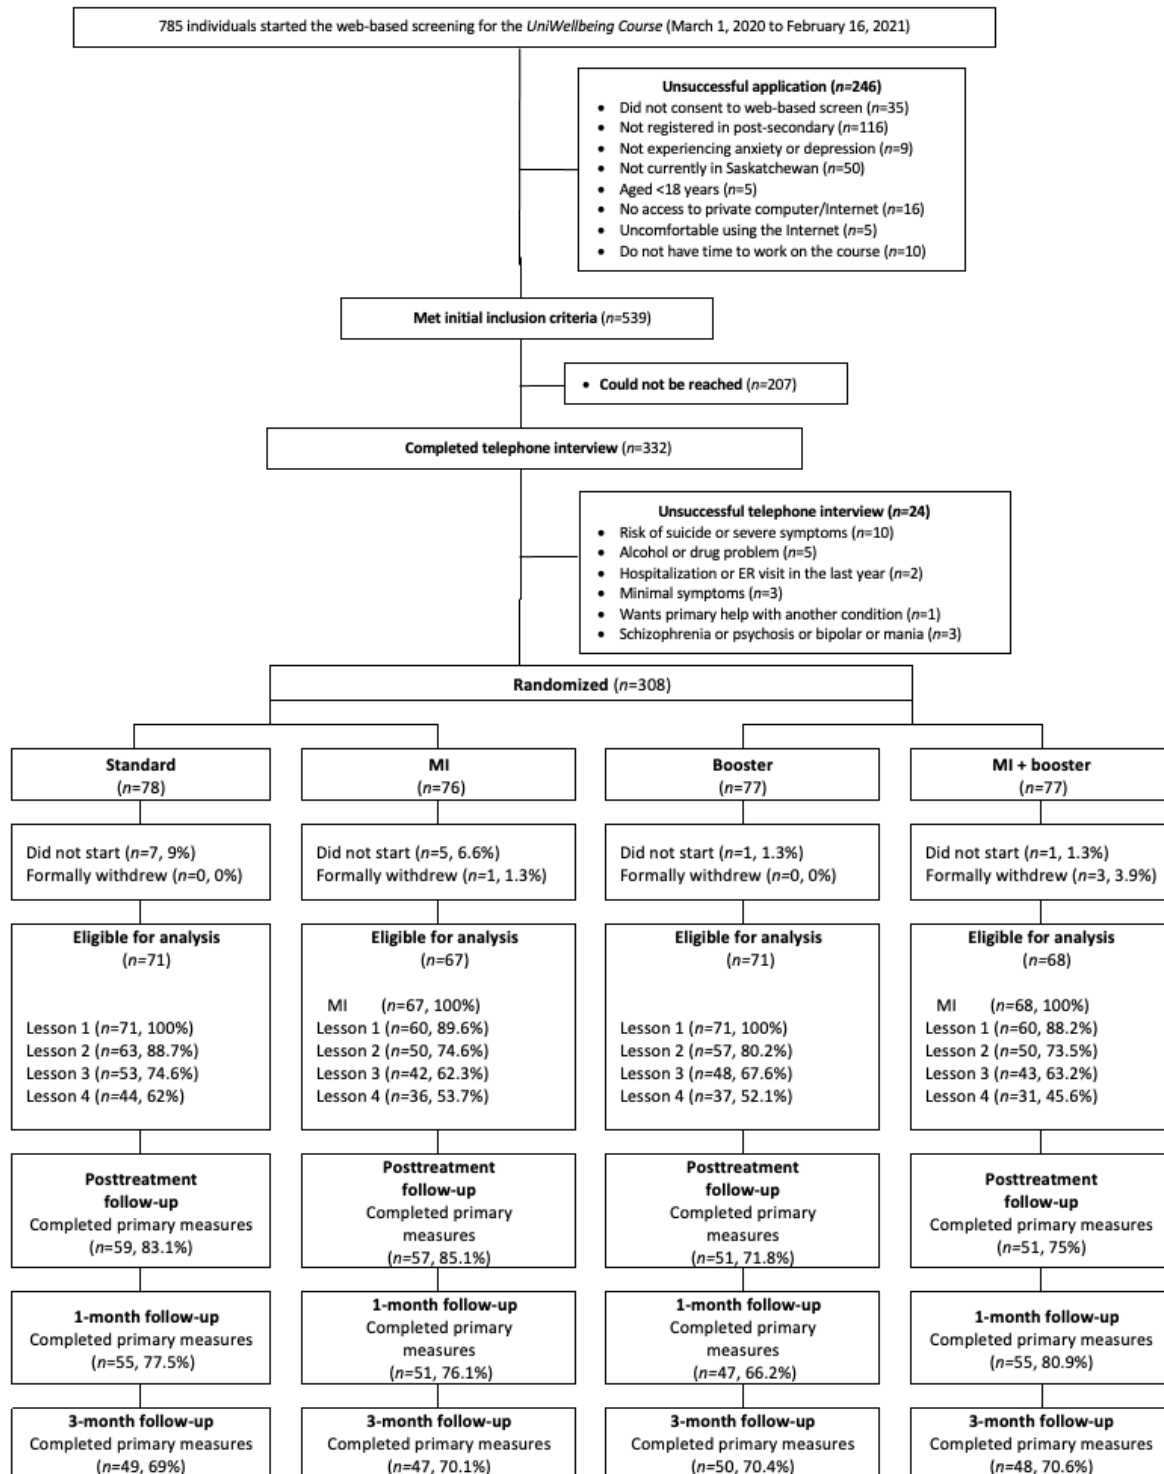 785 individuals started the web-based screening for the UniWellbeing Course (March 1, 2020 to February 16, 2021)
Unsuccessful application (n=246)
• Did not consent to web-based screen (n=35)
• Not registered in post-secondary (n=116)
• Not experiencing anxiety or depression (n=9)
• Not currently in Saskatchewan (n=50)
• Aged <18 years (n=5)
• No access to private computer/Internet (n=16)
• Uncomfortable using the Internet (n=5)
• Do not have time to work on the course (n=10)
Met initial inclusion criteria (n=539)
• Could not be reached (n=207)
Completed telephone interview (n=332)
Unsuccessful telephone interview (n=24)
• Risk of suicide or severe symptoms (n=10)
• Alcohol or drug problem (n=5)
• Hospitalization or ER visit in the last year (n=2)
• Minimal symptoms (n=3)
• Wants primary help with another condition (n=1)
• Schizophrenia or psychosis or bipolar or mania (n=3)
Randomized (n=308)
Standard
(n=78)
Did not start (n=7, 9%)
Formally withdrew (n=0, 0%)
Eligible for analysis
(n=71)
Lesson 1 (n=71, 100%)
Lesson 2 (n=63, 88.7%)
Lesson 3 (n=53, 74.6%)
Lesson 4 (n=44, 62%)
Posttreatment
follow-up
Completed primary measures
(n=59, 83.1%)
1-month follow-up
Completed primary measures
(n=55, 77.5%)
3-month follow-up
Completed primary measures
(n=49, 69%)
MI
(n=76)
Did not start (n=5, 6.6%)
Formally withdrew (n=1, 1.3%)
Eligible for analysis
(n=67)
MI (n=67, 100%)
Lesson 1 (n=60, 89.6%)
Lesson 2 (n=50, 74.6%)
Lesson 3 (n=42, 62.3%)
Lesson 4 (n=36, 53.7%)
Posttreatment
follow-up
Completed primary
measures
(n=57, 85.1%)
1-month follow-up
Completed primary
measures
(n=51, 76.1%)
3-month follow-up
Completed primary measures
(n=47, 70.1%)
Booster
(n=77)
Did not start (n=1, 1.3%)
Formally withdrew (n=0, 0%)
Eligible for analysis
(n=71)
Lesson 1 (n=71, 100%)
Lesson 2 (n=57, 80.2%)
Lesson 3 (n=48, 67.6%)
Lesson 4 (n=37, 52.1%)
Posttreatment
follow-up
Completed primary
measures
(n=51, 71.8%)
1-month follow-up
Completed primary
measures
(n=47, 66.2%)
3-month follow-up
Completed primary measures
(n=50, 70.4%)
MI + booster
(n=77)
Did not start (n=1, 1.3%)
Formally withdrew (n=3, 3.9%)
Eligible for analysis
(n=68)
MI (n=68, 100%)
Lesson 1 (n=60, 88.2%)
Lesson 2 (n=50, 73.5%)
Lesson 3 (n=43, 63.2%)
Lesson 4 (n=31, 45.6%)
Posttreatment
follow-up
Completed primary measures
(n=51, 75%)
1-month follow-up
Completed primary measures
(n=55, 80.9%)
3-month follow-up
Completed primary measures
(n=48, 70.6%)